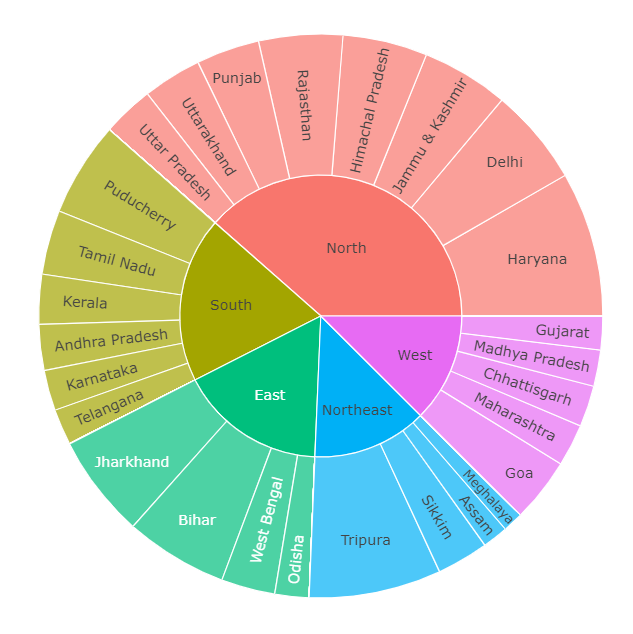 North
Haryana
Delhi
Jammu & Kashmir
Himachal Pradesh
Rajasthan
Punjab
Uttarakhand
Uttar Pradesh
South
Puducherry
Tamil Nadu
Kerala
Andhra Pradesh
Karnataka
Telangana
East
Jharkhand
Bihar
West Bengal
Odisha
Northeast
Tripura
Sikkim
Assam
Meghalaya
West
Goa
Maharashtra
Chhattisgarh
Madhya Pradesh
Gujarat